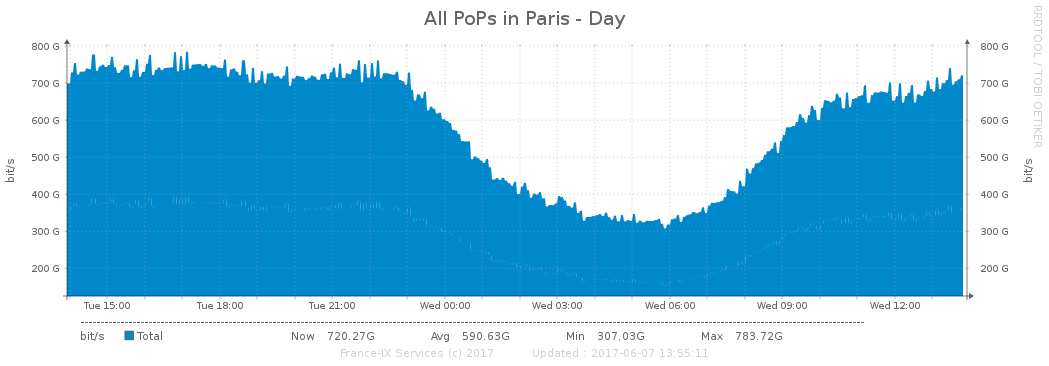 All PoPs in Paris - Day
RRDTOOL / TOBI OETIKER
bit/s
bit/s
800 G 800 G
700 G 700 G
600 G 600 G
500 G 500 G
400 G 400 G
300 G 300 G
200 G 200 G
Tue 15:00 Tue 18:00 Tue 21:00 Wed 00:00 Wed 03:00 Wed 06:00 Wed 09:00 Wed 12:00
bit/s Total Now 720.27G Avg 590.63G Min 307.03G Max 783.72G
France-IX Services (c) 2017 Updated : 2017-06-07 13:55:11